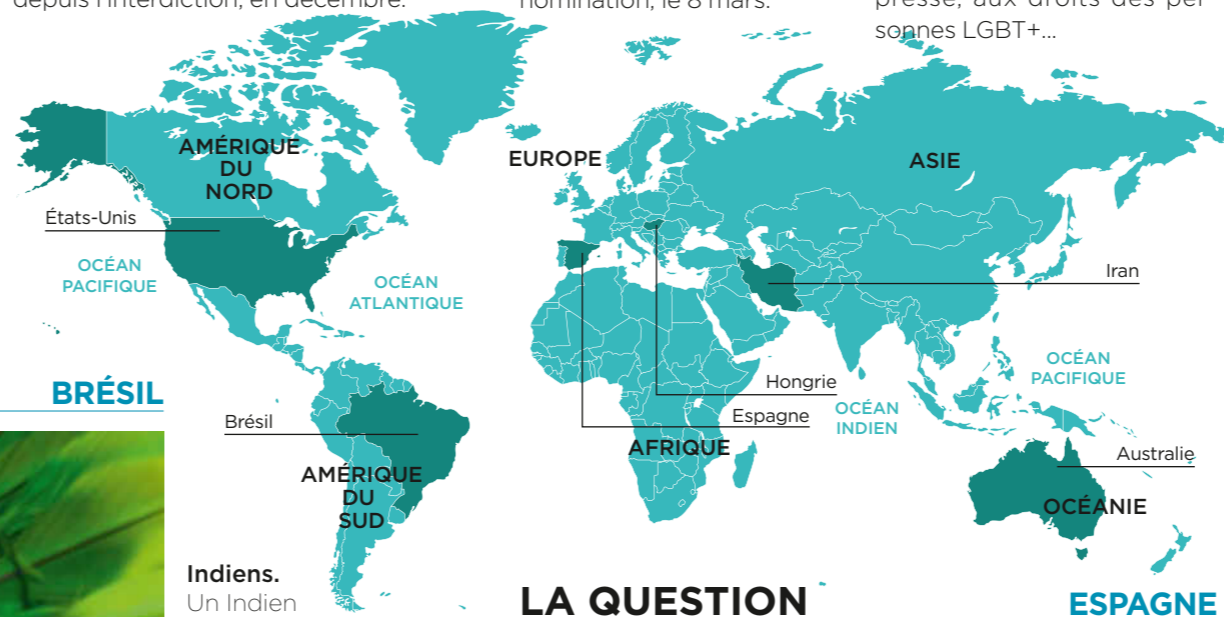 depuis l'interdiction, en décembre.
nomination, le 8 mars.
presse, aux droits des per-
sonnes LGBT+...
AMÉRIQUE
DU
NORD
EUROPE
ASIE
États-Unis
OCÉAN
PACIFIQUE
OCÉAN
ATLANTIQUE
Iran
OCÉAN
PACIFIQUE
Hongrie
Espagne
OCÉAN
INDIEN
BRÉSIL
Brésil
AFRIQUE
Australie
AMÉRIQUE
DU
SUD
OCÉANIE
Indiens.
Un Indien
LA QUESTION
ESPAGNE